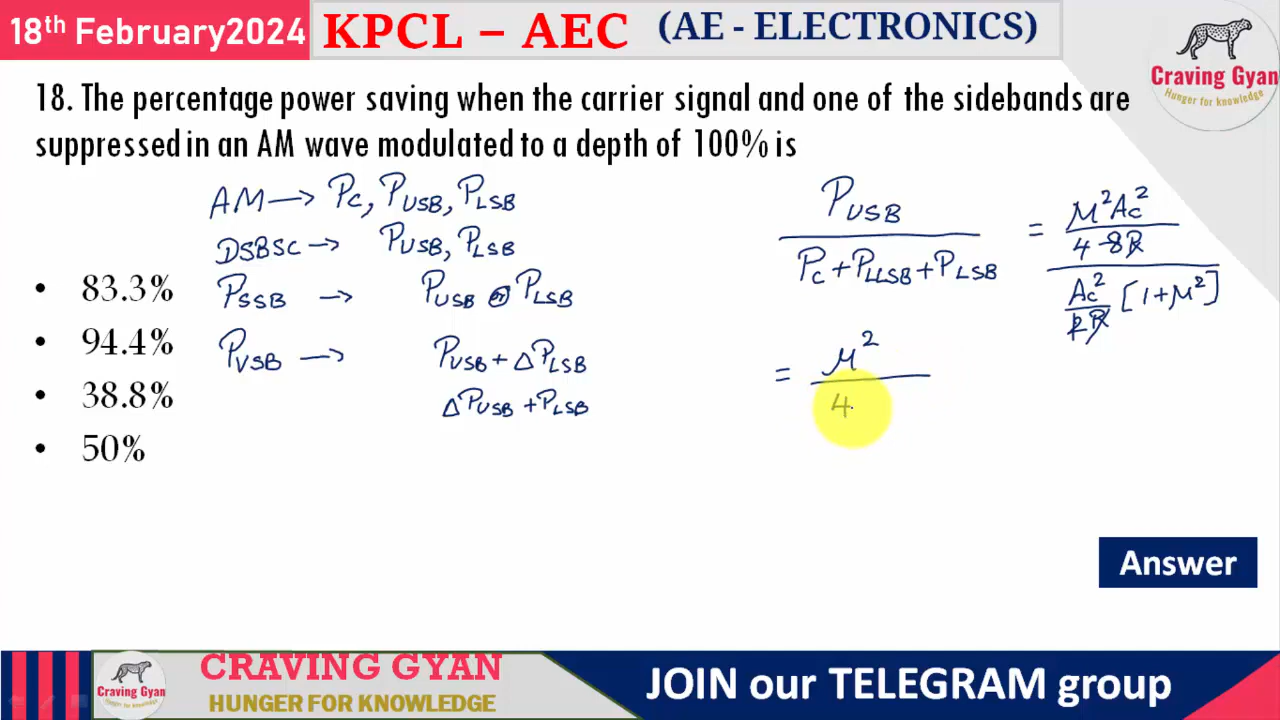 18th February2024
KPCL – AEC
(AE - ELECTRONICS)
Craving Gyan
Hunger for knowledge
18. The percentage power saving when the carrier signal and one of the sidebands are
suppressed in an AM wave modulated to a depth of 100% is
AM → PC, PUSB, PLSB
DSBSC → PUSB, PLSB
PSSB → PUSB or PLSB
PVSB → PUSB + Δ PLSB
Δ PUSB + PLSB
• 83.3%
• 94.4%
• 38.8%
• 50%
PUSB
PC + PLLSB + PLSB
= μ²Ac²
4 8R
Ac² [1+μ²]
2R
= μ²
4
Answer
Craving Gyan
CRAVING GYAN
HUNGER FOR KNOWLEDGE
JOIN our TELEGRAM group